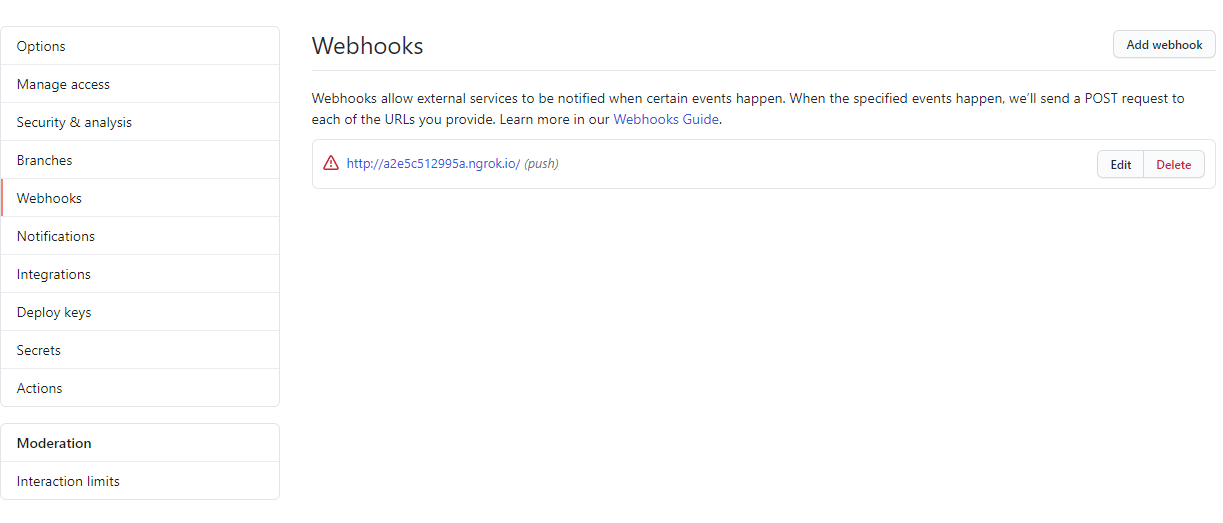 Options
Manage access
Security & analysis
Branches
Webhooks
Notifications
Integrations
Deploy keys
Secrets
Actions
Moderation
Interaction limits
Webhooks
Add webhook
Webhooks allow external services to be notified when certain events happen. When the specified events happen, we’ll send a POST request to
each of the URLs you provide. Learn more in our Webhooks Guide.
http://a2e5c512995a.ngrok.io/ (push)
Edit
Delete